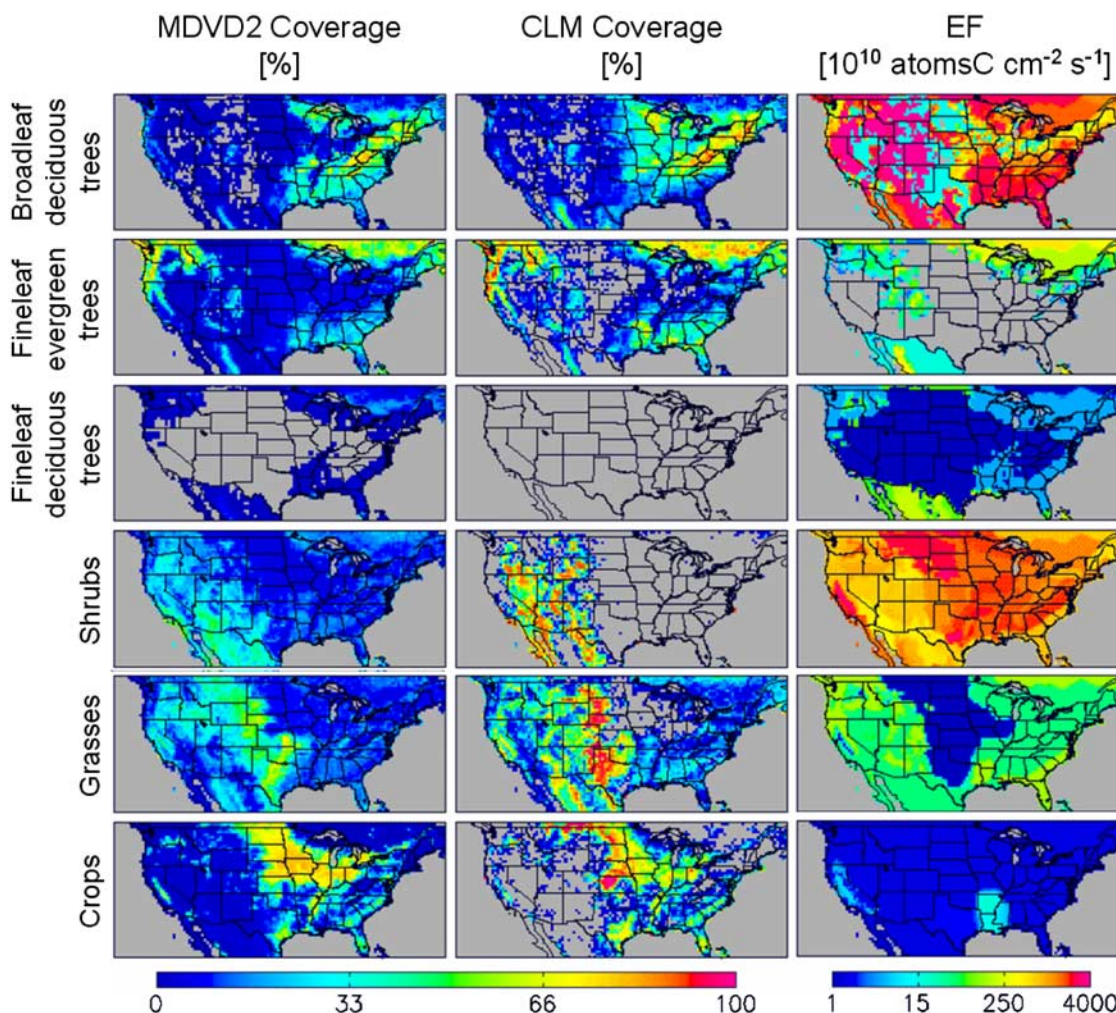 MDVD2 Coverage
[%]
CLM Coverage
[%]
EF
[10¹⁰ atomsC cm⁻² s⁻¹]
Broadleaf
deciduous
trees
Fineleaf
evergreen
trees
Fineleaf
deciduous
trees
Shrubs
Grasses
Crops
0 33 66 100
1 15 250 4000